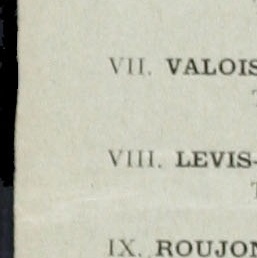 VII. VALOIS
VIII. LEVIS-
IX. ROUJON